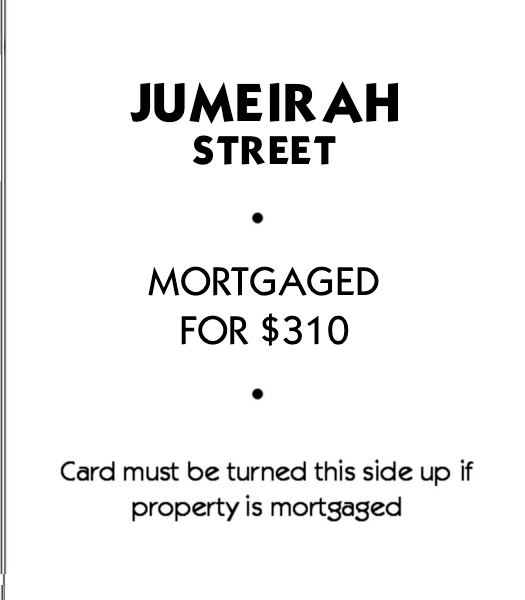 JUMEIRAH
STREET
•
MORTGAGED
FOR $310
•
Card must be turned this side up if
property is mortgaged